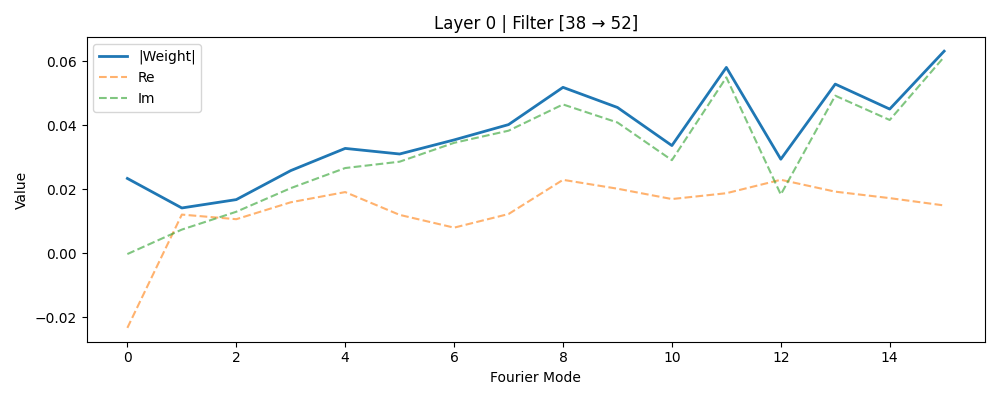 Layer 0 | Filter [38 → 52]
|Weight|
Re
Im
0.06
0.04
0.02
0.00
−0.02
Value
0 2 4 6 8 10 12 14
Fourier Mode